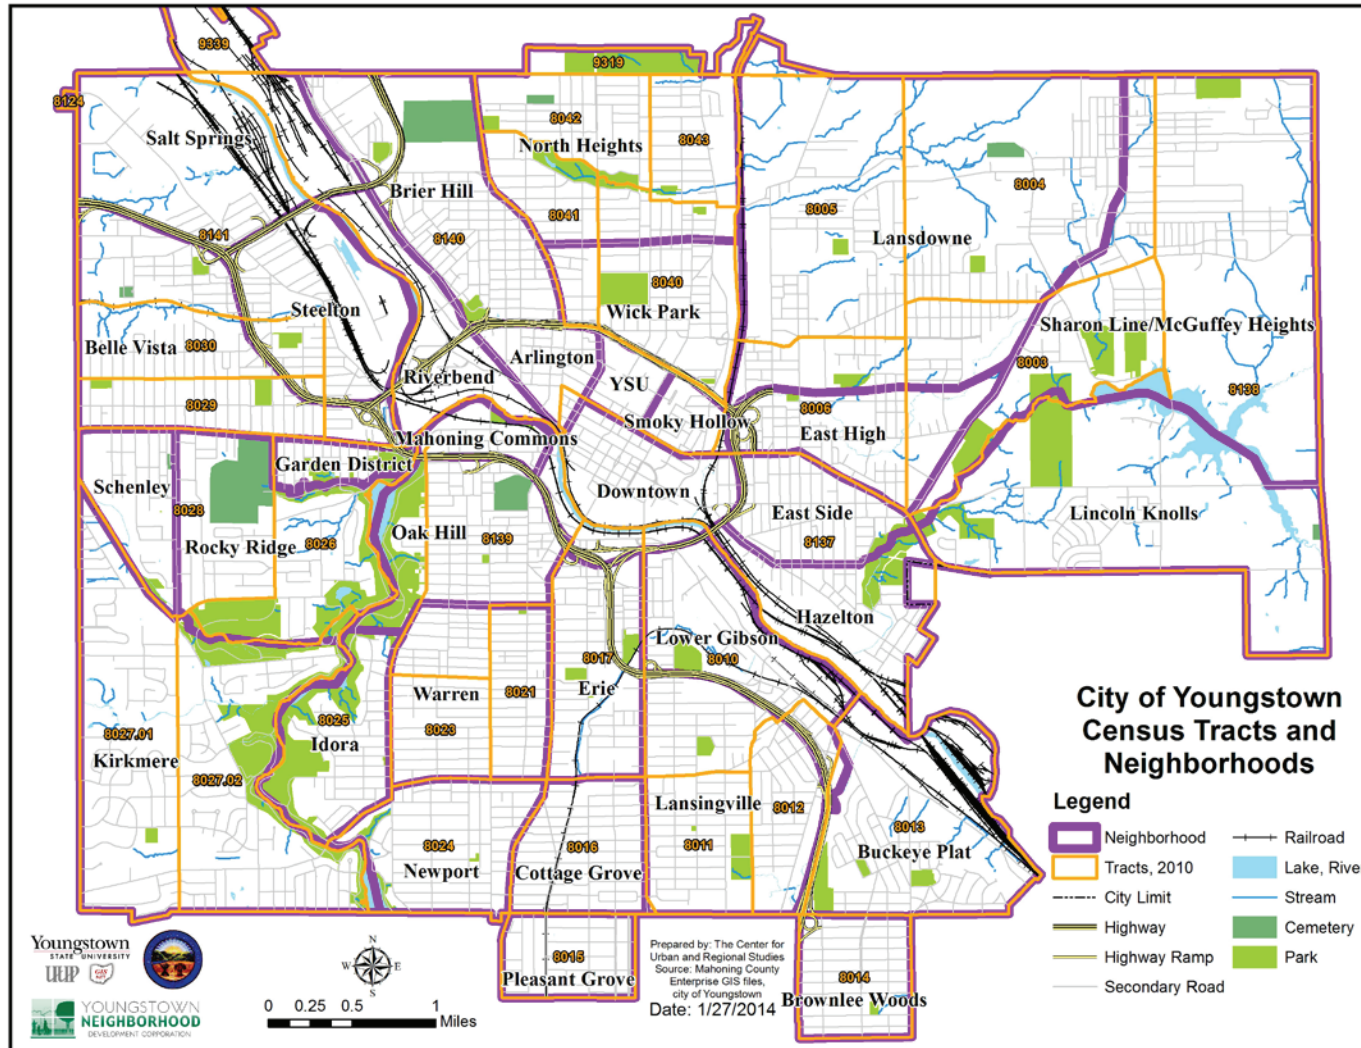 9339
9319
8124
Salt Springs
8042
North Heights
8043
Brier Hill
8004
8141
8140
8041
8005
Lansdowne
8040
Steelton
Wick Park
Sharon Line/McGuffey Heights
Belle Vista
8030
Arlington
8003
Riverbend
YSU
8138
8029
8006
Smoky Hollow
East High
Mahoning Commons
Garden District
Schenley
Downtown
8028
East Side
Lincoln Knolls
Oak Hill
Rocky Ridge
8026
8139
8137
Hazelton
Lower Gibson
8017
8010
Erie
Warren
8021
8025
8023
Idora
8027.01
Kirkmere
8027.02
Lansingville
8012
8013
8024
8016
8011
Buckeye Plat
Newport
Cottage Grove
8015
Pleasant Grove
8014
Brownlee Woods
City of Youngstown
Census Tracts and
Neighborhoods
Legend
Neighborhood
Tracts, 2010
City Limit
Highway
Highway Ramp
Secondary Road
Railroad
Lake, River
Stream
Cemetery
Park
Youngstown
STATE UNIVERSITY
YOUNGSTOWN
NEIGHBORHOOD
DEVELOPMENT CORPORATION
N
W E
S
0 0.25 0.5 1
Miles
Prepared by: The Center for
Urban and Regional Studies
Source: Mahoning County
Enterprise GIS files,
city of Youngstown
Date: 1/27/2014